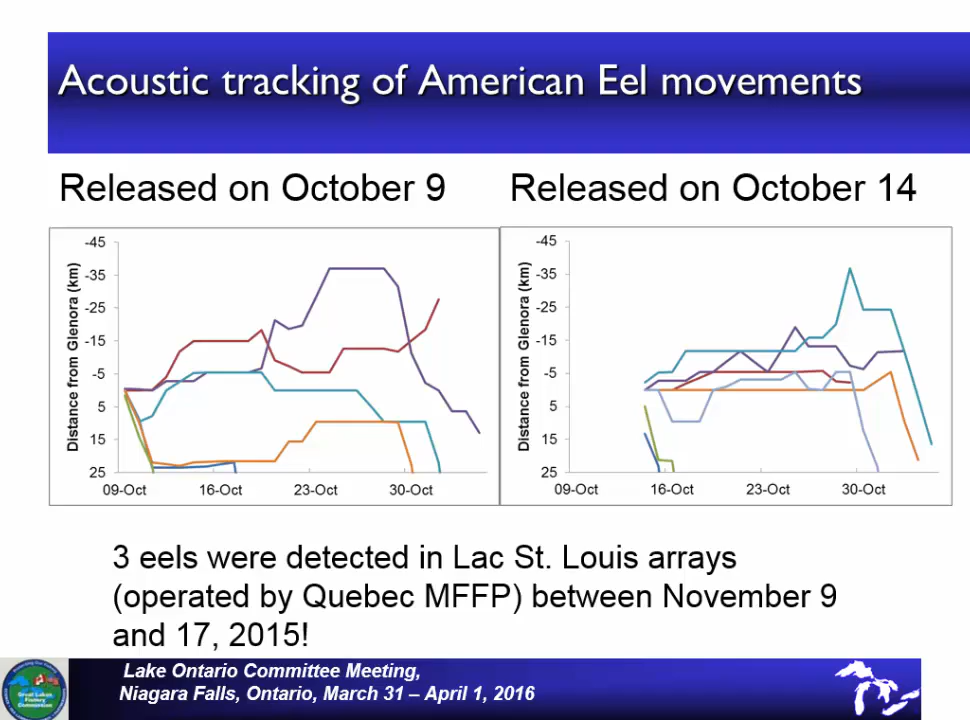 Acoustic tracking of American Eel movements
Released on October 9
Released on October 14
Distance from Glenora (km)
-45
-35
-25
-15
-5
5
15
25
09-Oct
16-Oct
23-Oct
30-Oct
Distance from Glenora (km)
-45
-35
-25
-15
-5
5
15
25
09-Oct
16-Oct
23-Oct
30-Oct
3 eels were detected in Lac St. Louis arrays
(operated by Quebec MFFP) between November 9
and 17, 2015!
Great Lakes
Fishery
Commission
Lake Ontario Committee Meeting,
Niagara Falls, Ontario, March 31 – April 1, 2016